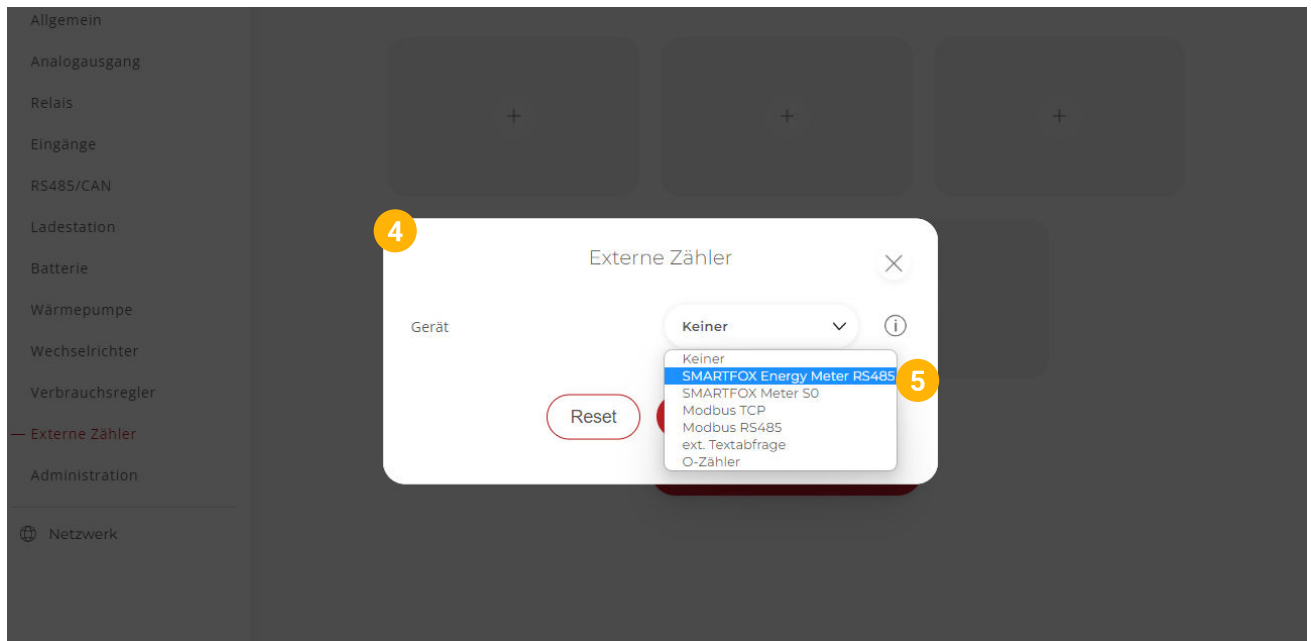 Allgemein
Analogausgang
Relais
Eingänge
RS485/CAN
Ladestation
Batterie
Wärmepumpe
Wechselrichter
Verbrauchsregler
Externe Zähler
Administration
Netzwerk
+ + +
4
Externe Zähler
Gerät
Keiner
Keiner
SMARTFOX Energy Meter RS485
5
SMARTFOX Meter S0
Modbus TCP
Modbus RS485
ext. Textabfrage
O-Zähler
Reset